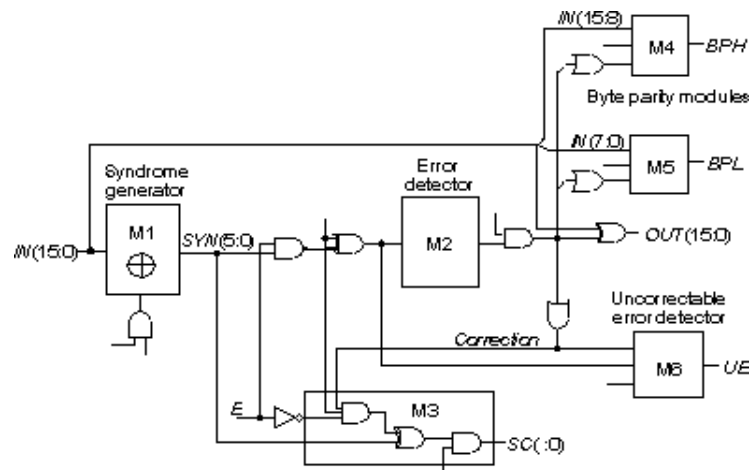 IN(15:8)
M4
BPH
Byte parity modules
IN(7:0)
M5
BPL
Syndrome
generator
Error
detector
M1
SYN(5:0)
M2
IN(15:0)
OUT(15:0)
Uncorrectable
error detector
Correction
M6
UE
E
M3
SC(:0)